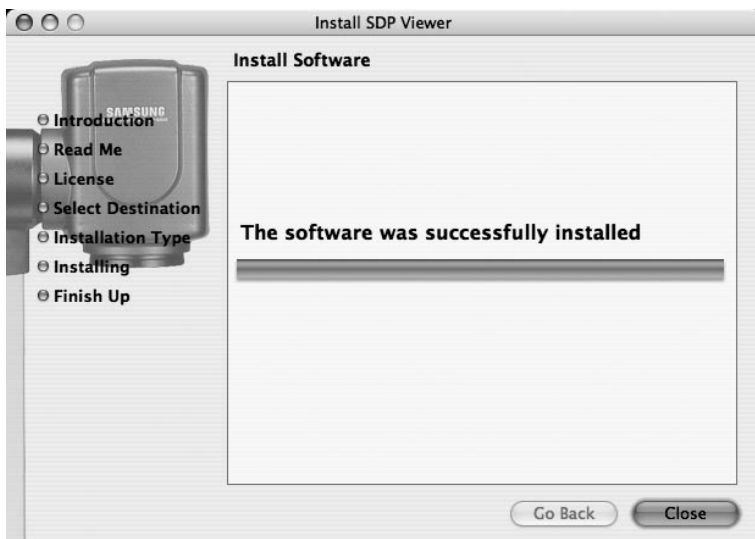 Install SDP Viewer
Install Software
SAMSUNG
Introduction
Read Me
License
Select Destination
Installation Type
Installing
Finish Up
The software was successfully installed
Go Back
Close